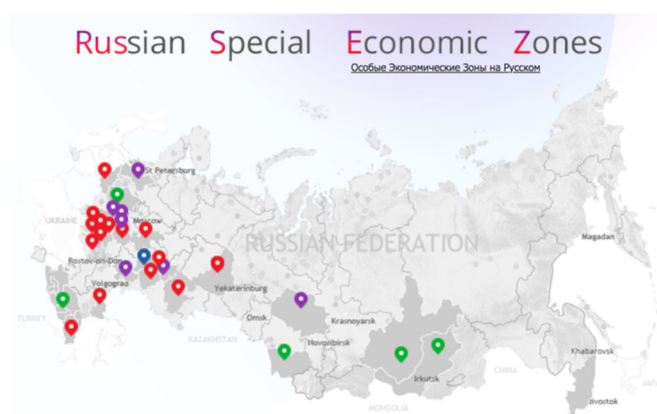 Russian Special Economic Zones
Особые Экономические Зоны на Русском
St Petersburg
UKRAINE
Moscow
RUSSIAN FEDERATION
Magadan
Rostov-on-Don
Volgograd
Yekaterinburg
TURKEY
Omsk
Krasnoyarsk
KAZAKHSTAN
Novosibirsk
Khabarovsk
CHINA
Irkutsk
MONGOLIA